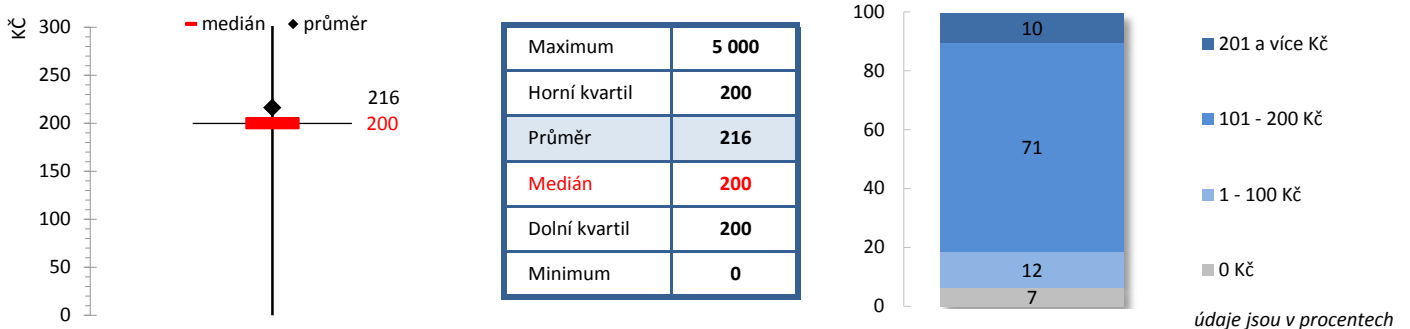 KČ
300
250
200
150
100
50
0
medián
průměr
216
200
Maximum 5 000
Horní kvartil 200
Průměr 216
Medián 200
Dolní kvartil 200
Minimum 0
100
80
60
40
20
0
10
71
12
7
201 a více Kč
101 - 200 Kč
1 - 100 Kč
0 Kč
údaje jsou v procentech